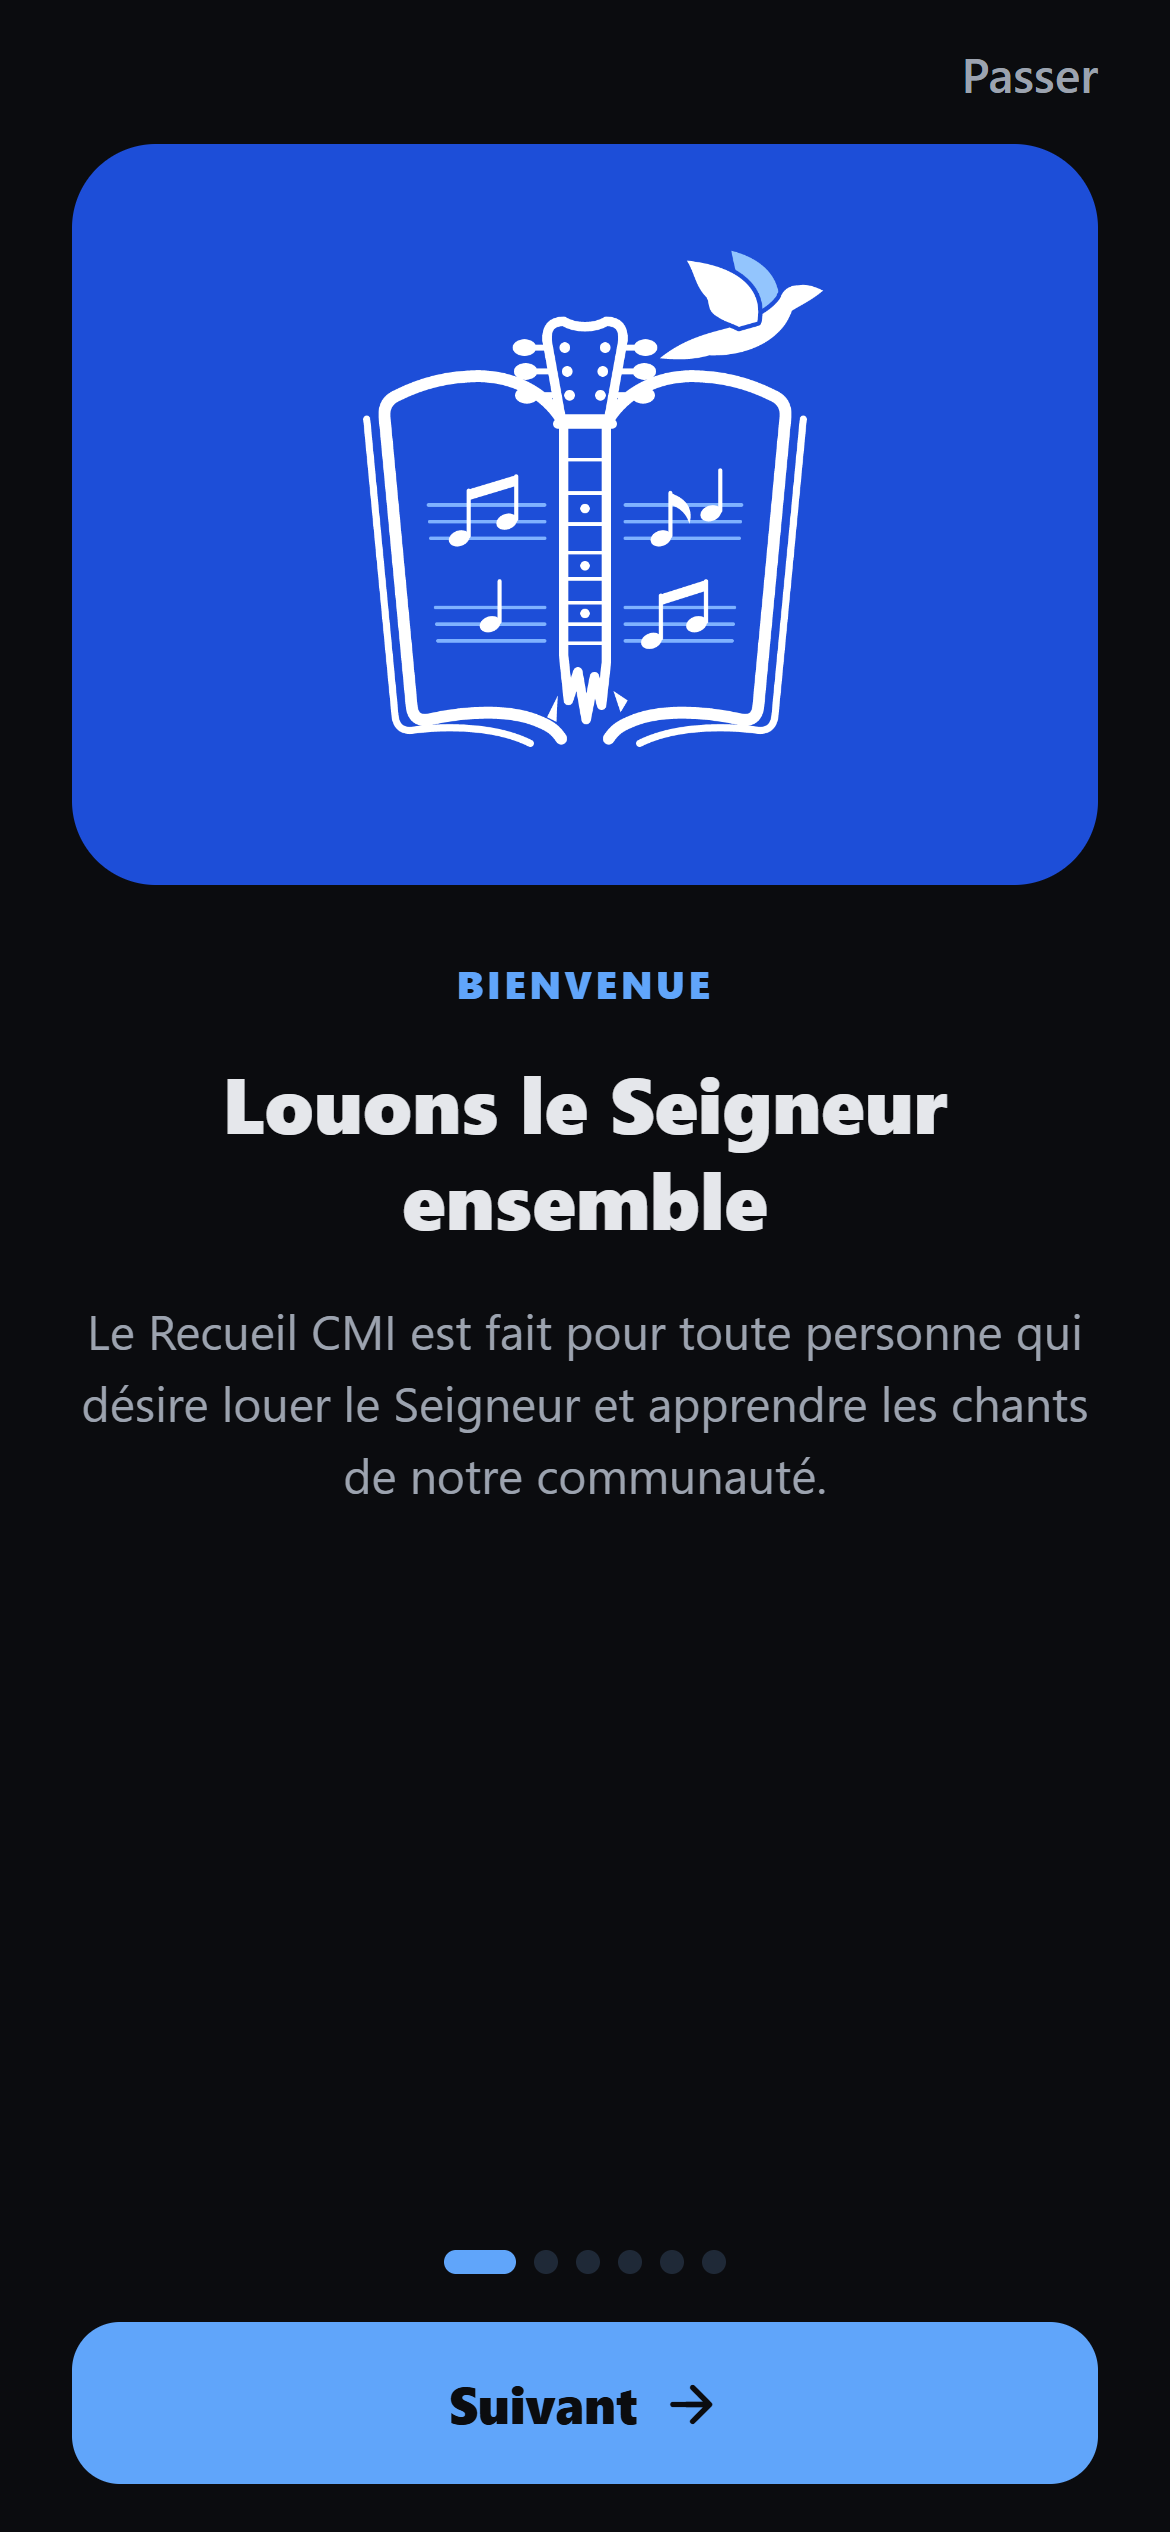 Passer
BIENVENUE
Louons le Seigneur
ensemble
Le Recueil CMI est fait pour toute personne qui
désire louer le Seigneur et apprendre les chants
de notre communauté.
Suivant